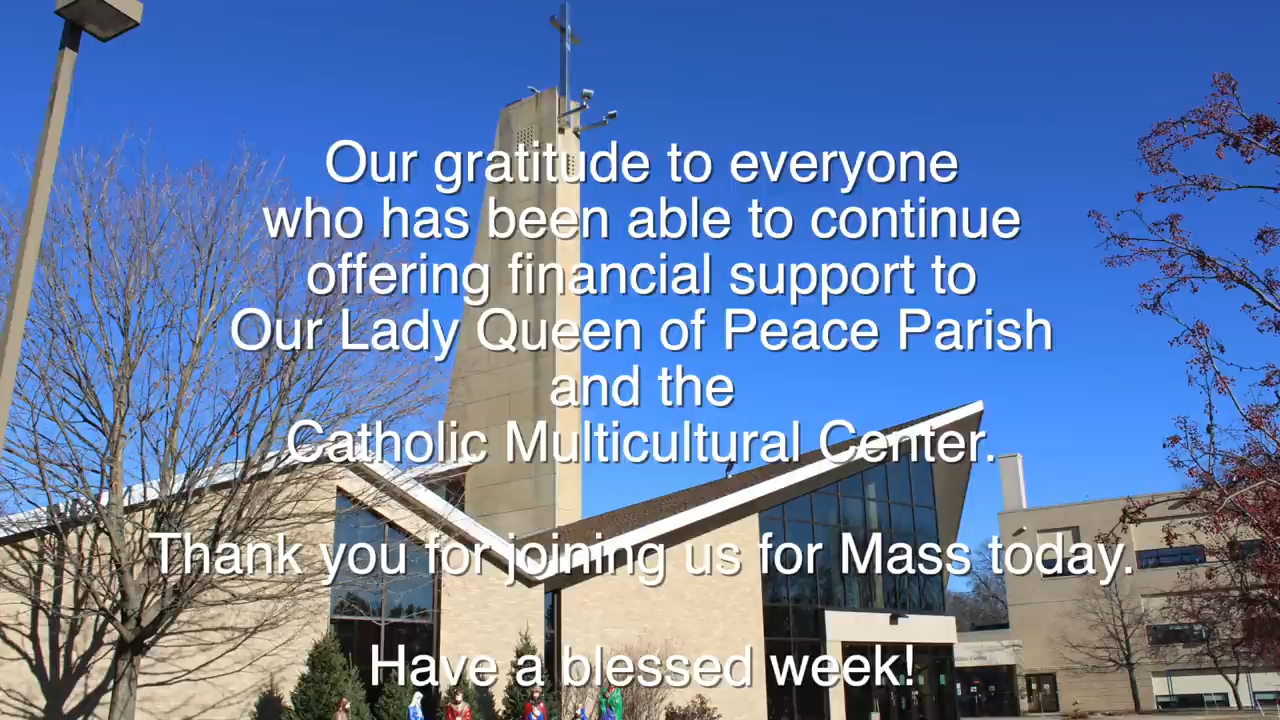 Our gratitude to everyone
who has been able to continue
offering financial support to
Our Lady Queen of Peace Parish
and the
Catholic Multicultural Center.
Thank you for joining us for Mass today.
Have a blessed week!